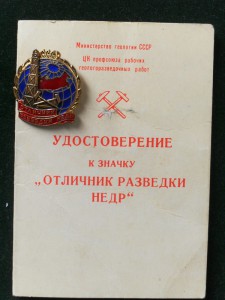 Министерство геологии СССР
ЦК профсоюза рабочих
геологоразведочных работ
УДОСТОВЕРЕНИЕ
К ЗНАЧКУ
„ОТЛИЧНИК РАЗВЕДКИ
НЕДР“